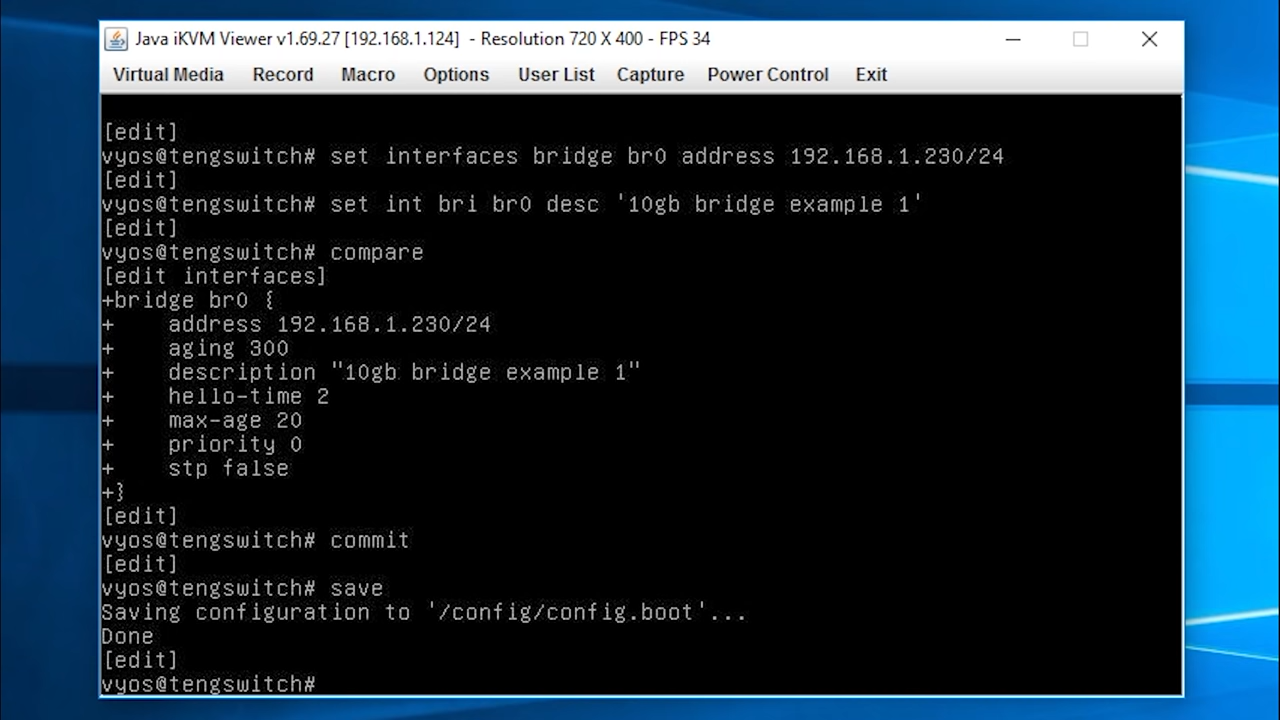 Java iKVM Viewer v1.69.27 [192.168.1.124] - Resolution 720 X 400 - FPS 34
Virtual Media Record Macro Options User List Capture Power Control Exit
[edit]
vyos@tengswitch# set interfaces bridge br0 address 192.168.1.230/24
[edit]
vyos@tengswitch# set int bri br0 desc '10gb bridge example 1'
[edit]
vyos@tengswitch# compare
[edit interfaces]
+bridge br0 {
+    address 192.168.1.230/24
+    aging 300
+    description "10gb bridge example 1"
+    hello-time 2
+    max-age 20
+    priority 0
+    stp false
+}
[edit]
vyos@tengswitch# commit
[edit]
vyos@tengswitch# save
Saving configuration to '/config/config.boot'...
Done
[edit]
vyos@tengswitch#